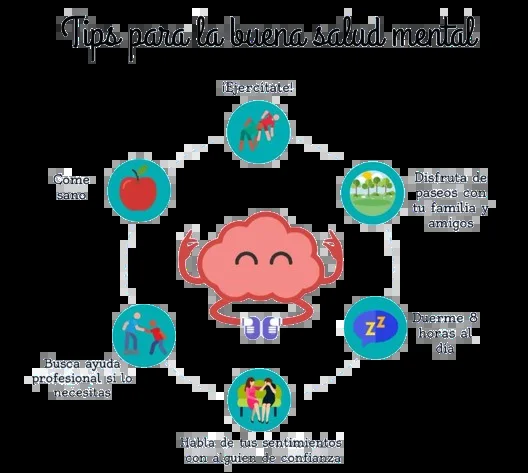 Tips para la buena salud mental
¡Ejercítate!
Disfruta de
paseos con
tu familia y
amigos
Duerme 8
horas al
día
Habla de tus sentimientos
con alguien de confianza
Busca ayuda
profesional si lo
necesitas
Come
sano
zz